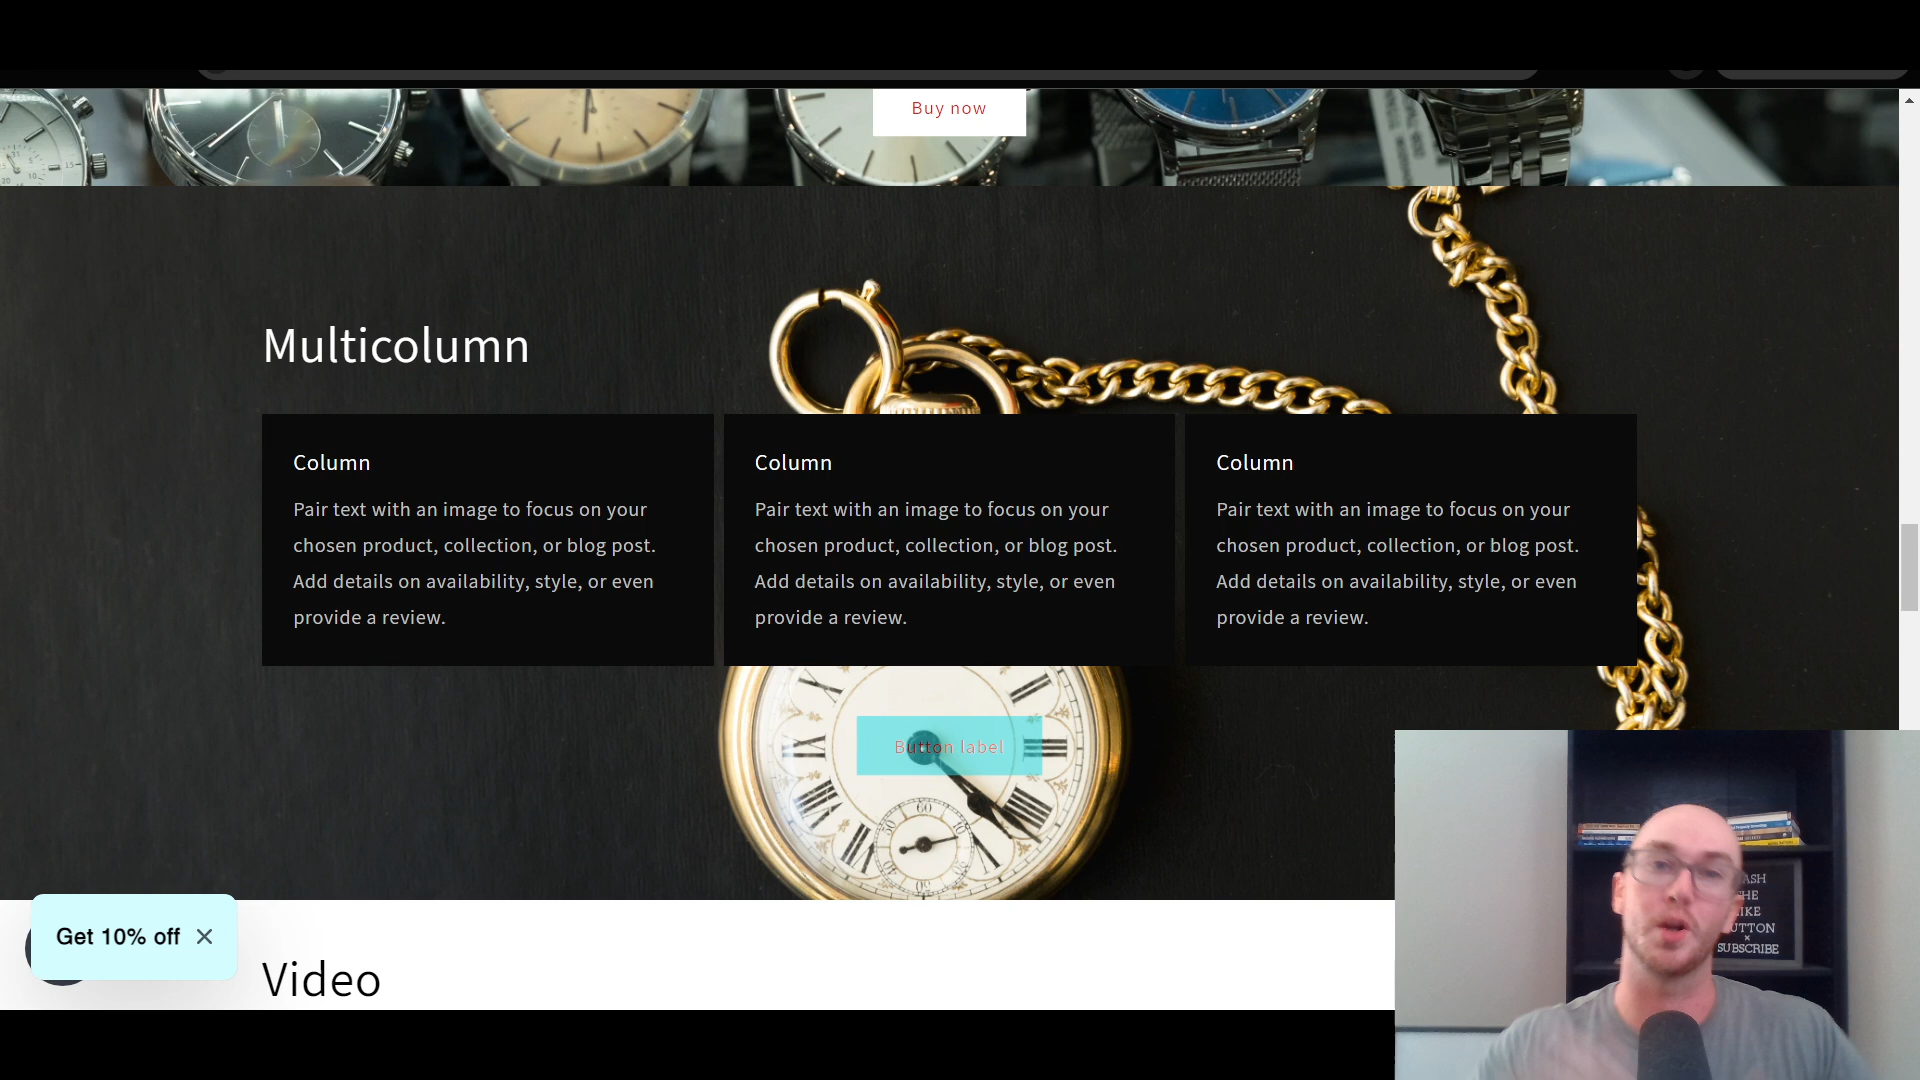 Buy now
Multicolumn
Column
Pair text with an image to focus on your
chosen product, collection, or blog post.
Add details on availability, style, or even
provide a review.
Column
Pair text with an image to focus on your
chosen product, collection, or blog post.
Add details on availability, style, or even
provide a review.
Column
Pair text with an image to focus on your
chosen product, collection, or blog post.
Add details on availability, style, or even
provide a review.
Button label
60
Get 10% off
Video
SUBSCRIBE